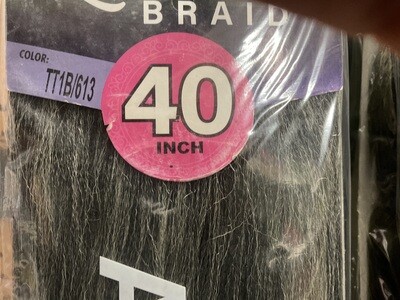 BRAID
COLOR:
TT1B/613
40
INCH